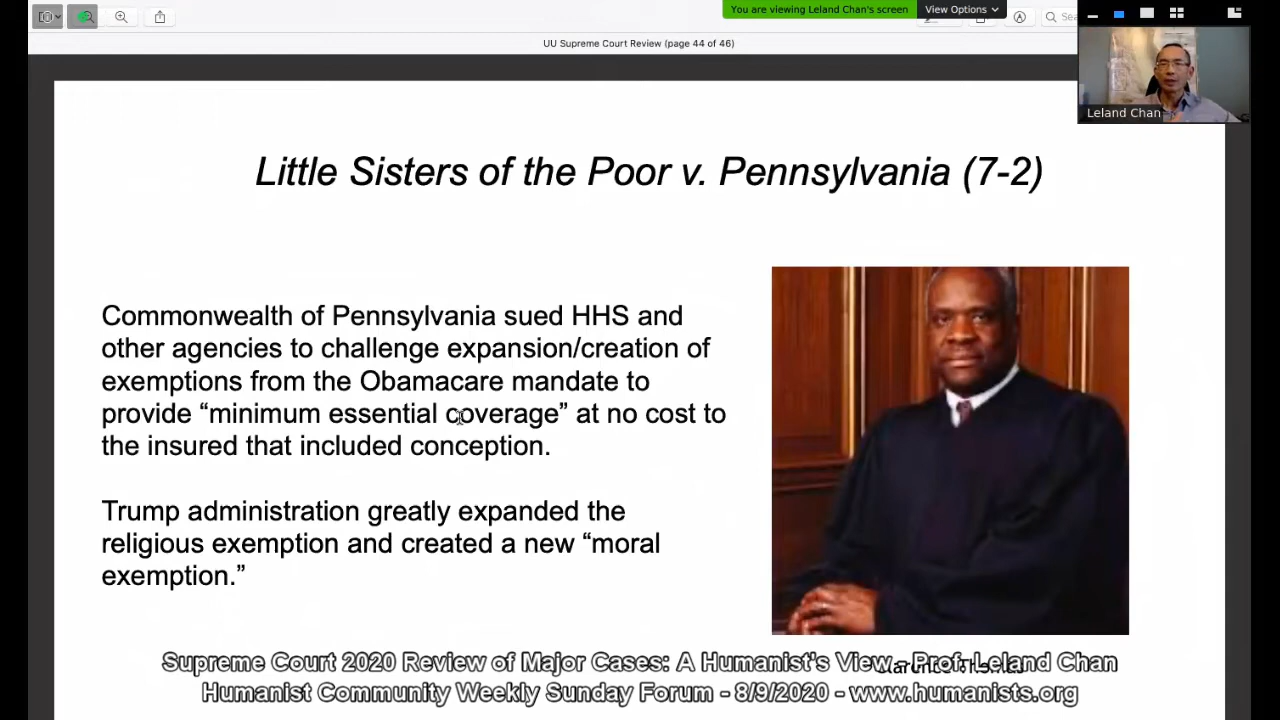 You are viewing Leland Chan's screen
View Options
UU Supreme Court Review (page 44 of 46)
Leland Chan
Little Sisters of the Poor v. Pennsylvania (7-2)
Commonwealth of Pennsylvania sued HHS and
other agencies to challenge expansion/creation of
exemptions from the Obamacare mandate to
provide “minimum essential coverage” at no cost to
the insured that included conception.
Trump administration greatly expanded the
religious exemption and created a new “moral
exemption.”
Supreme Court 2020 Review of Major Cases: A Humanist's View - Prof. Leland Chan
Humanist Community Weekly Sunday Forum - 8/9/2020 - www.humanists.org